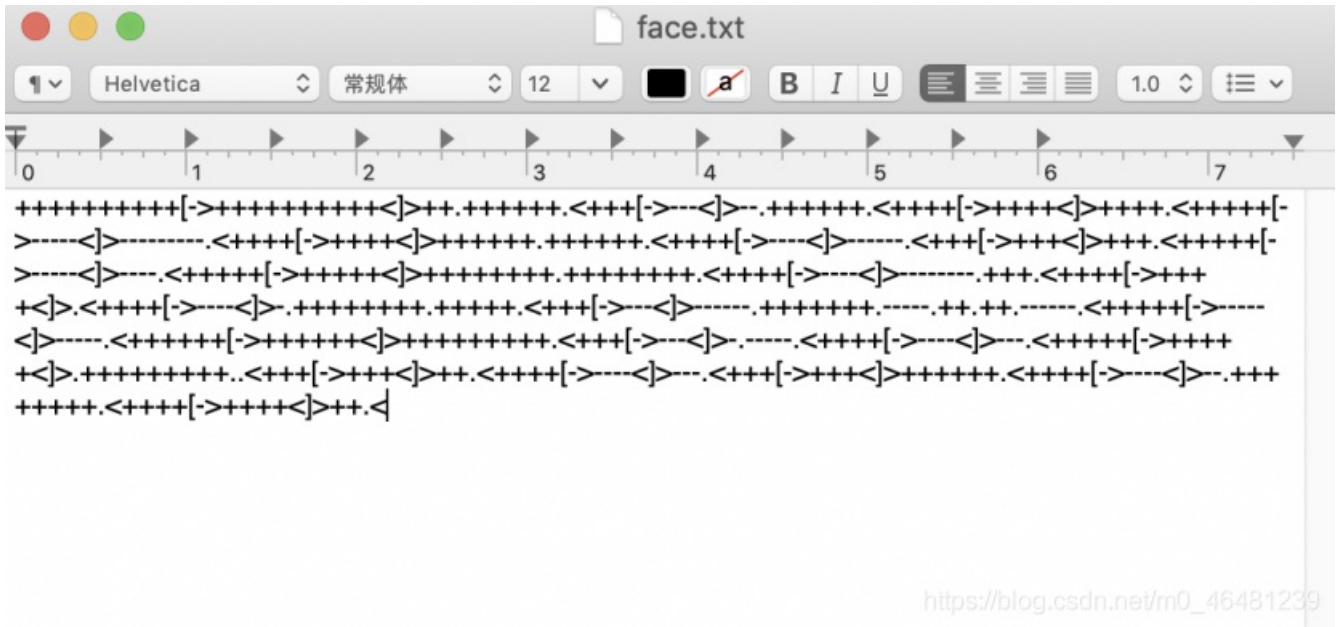 ++++++++++[->++++++++++<]>++.++++++.<+++[->---<]>--.++++++.<++++[->++++<]>++++.<+++++[-
>-----<]>---------.<++++[->++++<]>++++++.++++++.<++++[->----<]>------.<+++[->+++<]>+++.<+++++[-
>-----<]>----.<+++++[->+++++<]>++++++++.++++++++.<++++[->----<]>--------.+++.<++++[->+++
+<]>.<++++[->----<]>-.++++++++.+++++.<+++[->---<]>------.+++++++.-----.++.++.------.<+++++[->-----
<]>-----.<++++++[->++++++<]>+++++++++.<+++[->---<]>-.-----.<++++[->----<]>---.<+++++[->++++
+<]>.+++++++++..<+++[->+++<]>++.<++++[->----<]>---.<+++[->+++<]>++++++.<++++[->----<]>--.+++
+++++.<++++[->++++<]>++.<
face.txt
Helvetica 常规体 12 a B I U 1.0
0 1 2 3 4 5 6 7
https://blog.csdn.net/m0_46481239